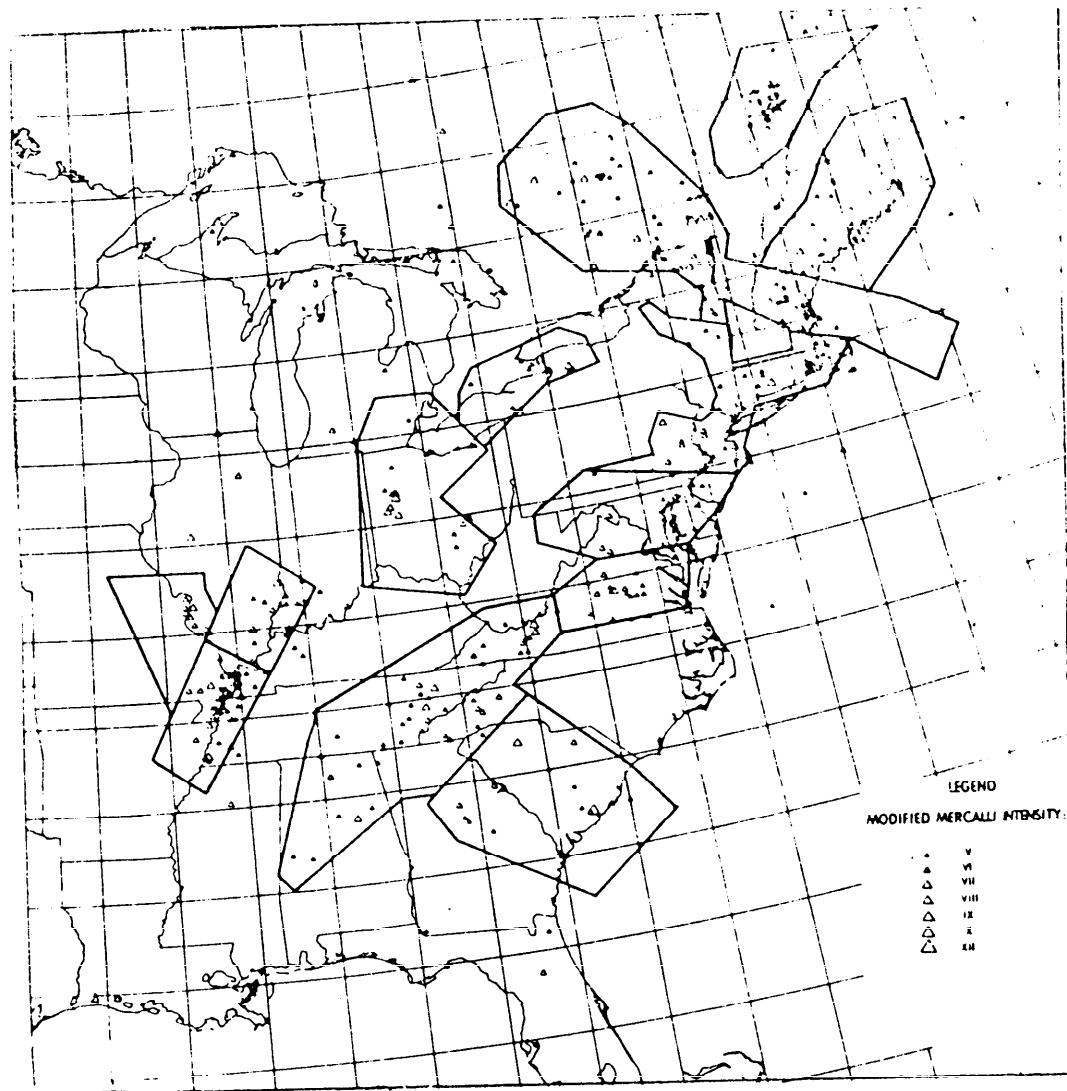 LEGEND
MODIFIED MERCALLI INTENSITY:
V
VI
VII
VIII
IX
X
XII